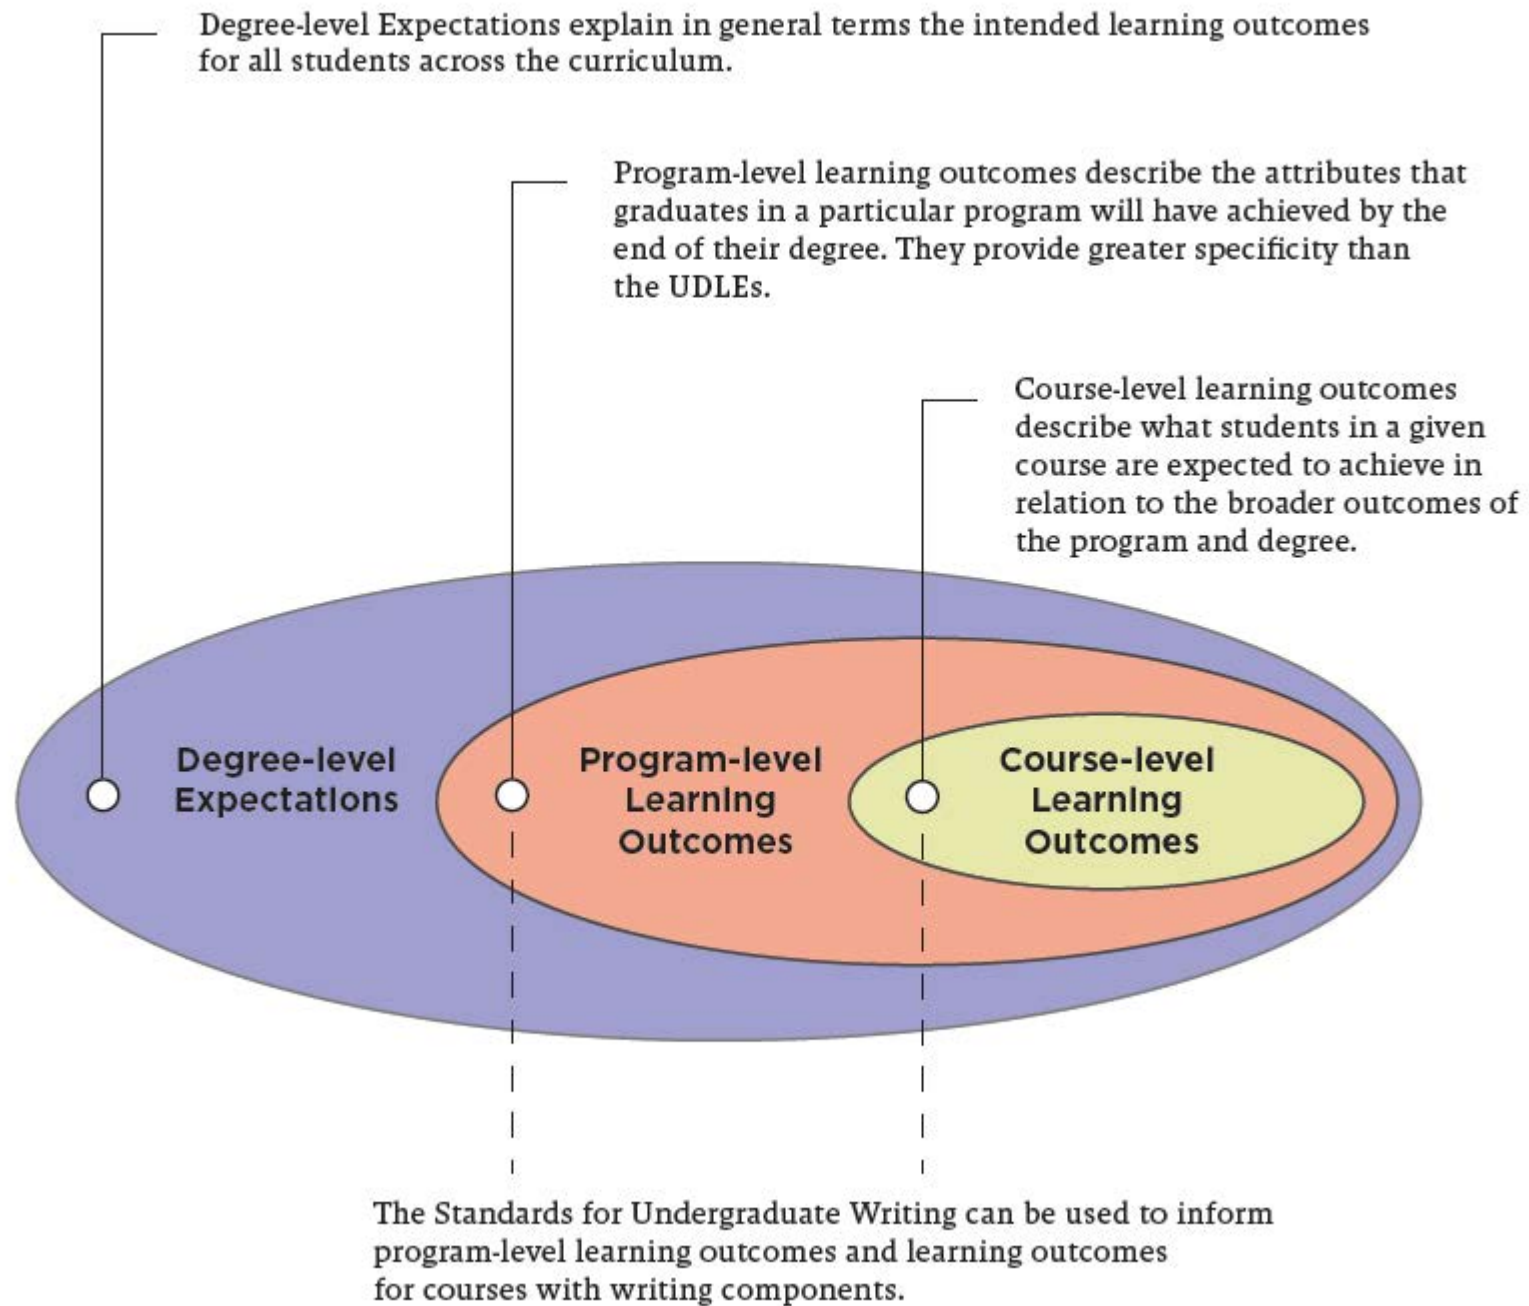 Degree-level Expectations explain in general terms the intended learning outcomes
for all students across the curriculum.
Program-level learning outcomes describe the attributes that
graduates in a particular program will have achieved by the
end of their degree. They provide greater specificity than
the UDLEs.
Course-level learning outcomes
describe what students in a given
course are expected to achieve in
relation to the broader outcomes of
the program and degree.
Degree-level
Expectations
Program-level
Learning
Outcomes
Course-level
Learning
Outcomes
The Standards for Undergraduate Writing can be used to inform
program-level learning outcomes and learning outcomes
for courses with writing components.